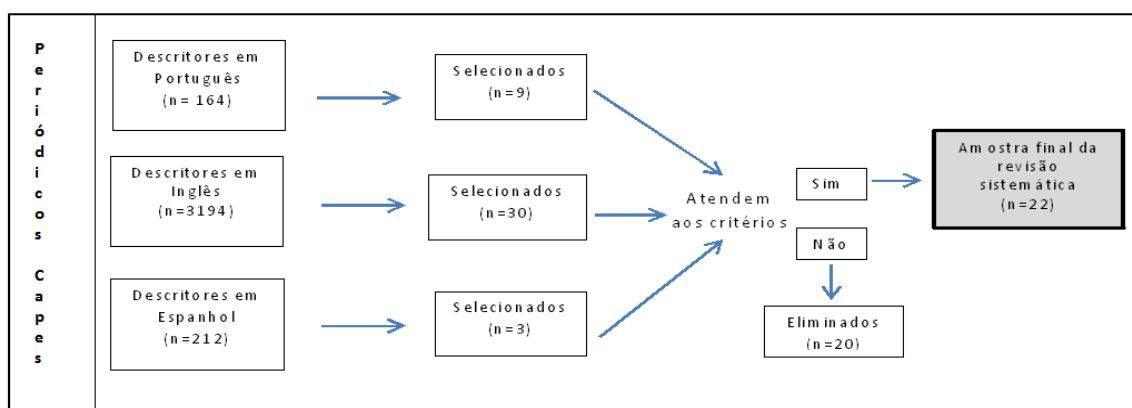 Periódicos Capes
Descritores em
Português
(n= 164)
Selecionados
(n=9)
Descritores em
Inglês
(n=3194)
Selecionados
(n=30)
Descritores em
Espanhol
(n=212)
Selecionados
(n=3)
Atendem
aos critérios
Sim
Não
Eliminados
(n=20)
Amostra final da
revisão
sistemática
(n=22)